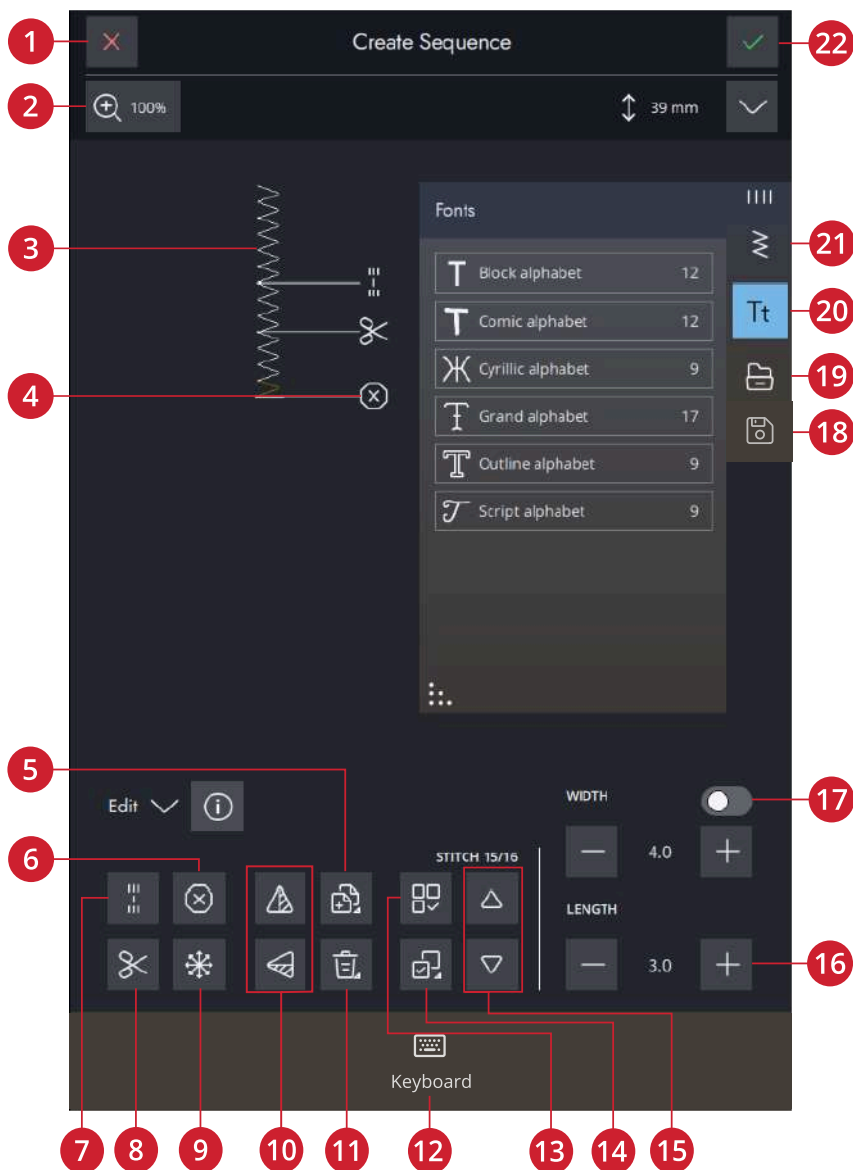 1
Create Sequence
22
2
100%
39 mm
3
Fonts
21
T Block alphabet 12
Tt
20
T Comic alphabet 12
Ж Cyrillic alphabet 9
19
4
T Grand alphabet 17
18
T Outline alphabet 9
T Script alphabet 9
5
Edit
WIDTH
17
6
STITCH 15/16
4.0
7
LENGTH
3.0
16
Keyboard
7 8 9 10 11 12 13 14 15